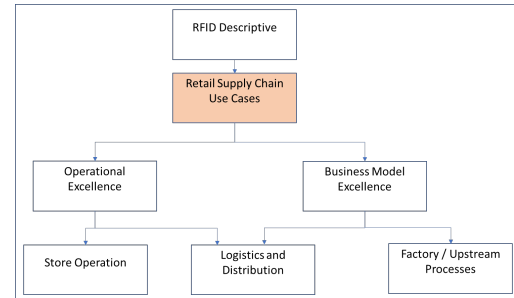 RFID Descriptive
Retail Supply Chain
Use Cases
Operational
Excellence
Business Model
Excellence
Store Operation
Logistics and
Distribution
Factory / Upstream
Processes